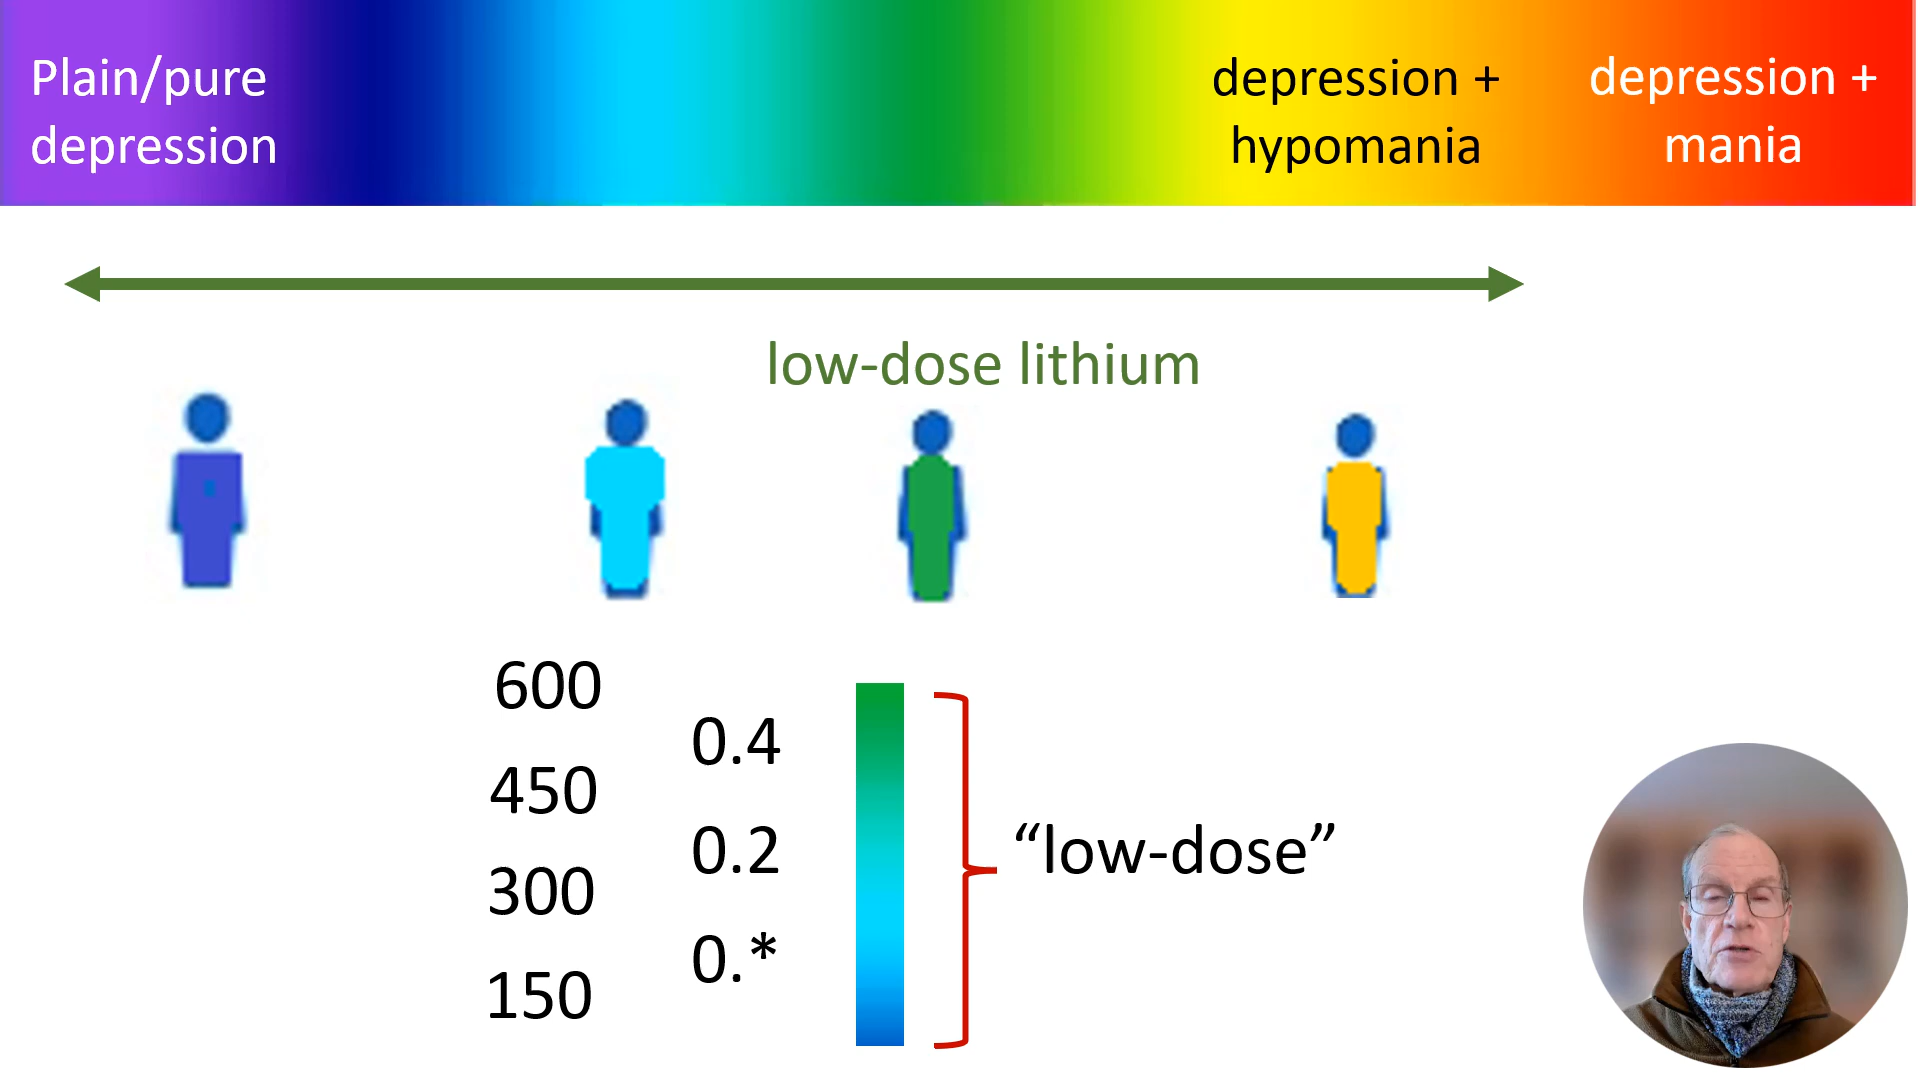 Plain/pure
depression
depression +
hypomania
depression +
mania
low-dose lithium
600
0.4
450
0.2
“low-dose”
300
0.*
150